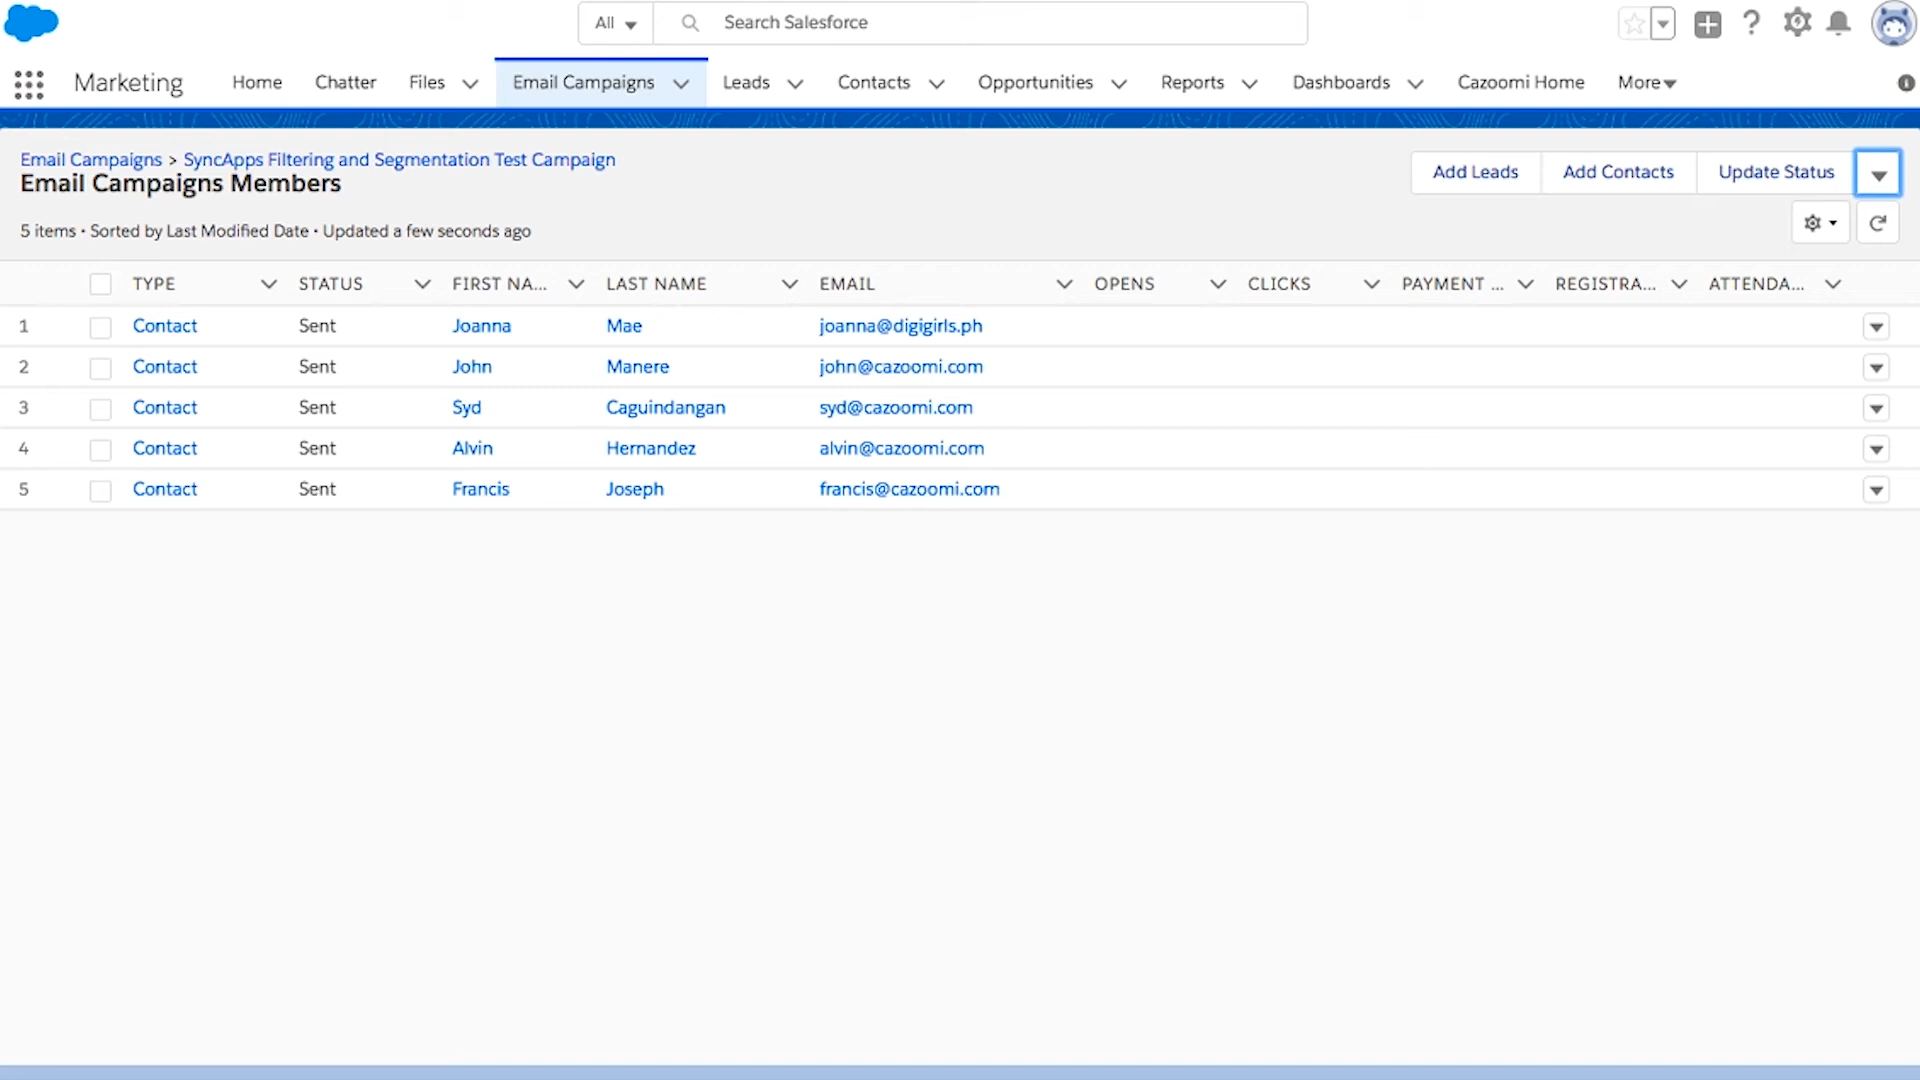 All Search Salesforce
Marketing Home Chatter Files Email Campaigns Leads Contacts Opportunities Reports Dashboards Cazoomi Home More
Email Campaigns > SyncApps Filtering and Segmentation Test Campaign
Email Campaigns Members
Add Leads Add Contacts Update Status
5 items • Sorted by Last Modified Date • Updated a few seconds ago
TYPE STATUS FIRST NA... LAST NAME EMAIL OPENS CLICKS PAYMENT ... REGISTRA... ATTENDA...
1 Contact Sent Joanna Mae joanna@digigirls.ph
2 Contact Sent John Manere john@cazoomi.com
3 Contact Sent Syd Caguindangan syd@cazoomi.com
4 Contact Sent Alvin Hernandez alvin@cazoomi.com
5 Contact Sent Francis Joseph francis@cazoomi.com